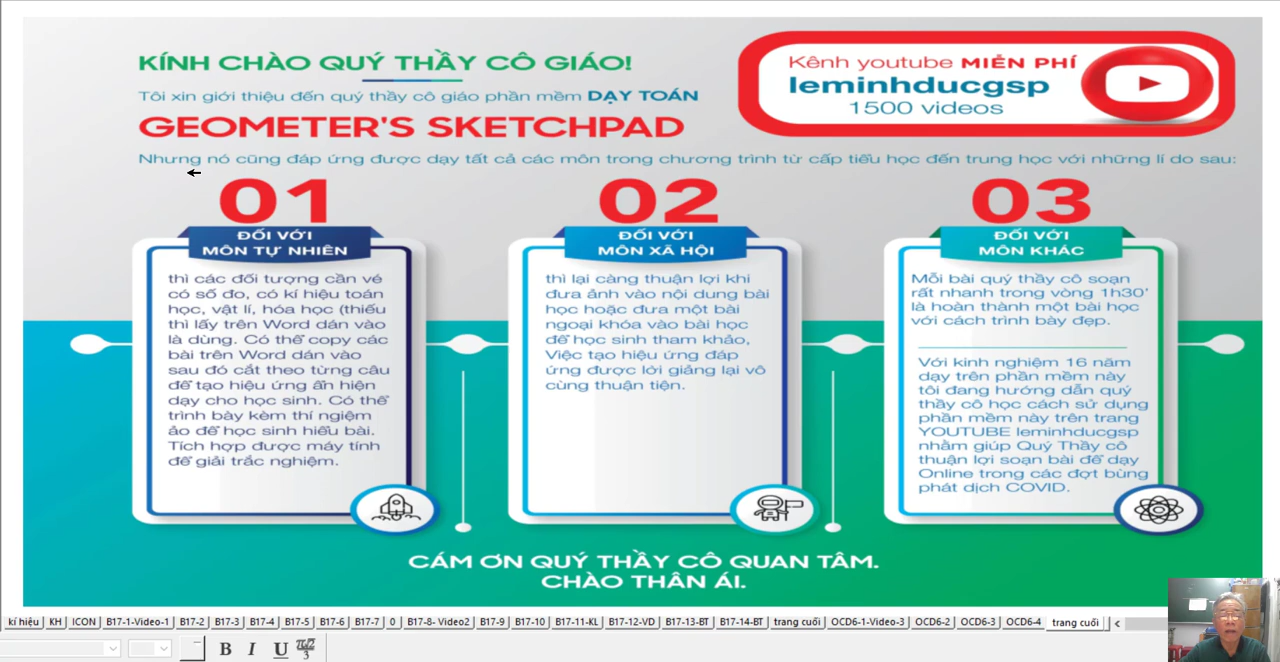 KÍNH CHÀO QUÝ THẦY CÔ GIÁO!
Tôi xin giới thiệu đến quý thầy cô giáo phần mềm DẠY TOÁN
GEOMETER'S SKETCHPAD
Kênh youtube MIỄN PHÍ
leminhducgsp
1500 videos
Nhưng nó cũng đáp ứng được dạy tất cả các môn trong chương trình từ cấp tiểu học đến trung học với những lí do sau:
01
ĐỐI VỚI
MÔN TỰ NHIÊN
thì các đối tượng cần vẽ
có số đo, có kí hiệu toán
học, vật lí, hóa học (thiếu
thì lấy trên Word dán vào
là dùng. Có thể copy các
bài trên Word dán vào
sau đó cắt theo từng câu
để tạo hiệu ứng ẩn hiện
dạy cho học sinh. Có thể
trình bày kèm thí ngiệm
ảo để học sinh hiểu bài.
Tích hợp được máy tính
để giải trắc nghiệm.
02
ĐỐI VỚI
MÔN XÃ HỘI
thì lại càng thuận lợi khi
đưa ảnh vào nội dung bài
học hoặc đưa một bài
ngoại khóa vào bài học
để học sinh tham khảo,
Việc tạo hiệu ứng đáp
ứng được lời giảng lại vô
cùng thuận tiện.
03
ĐỐI VỚI
MÔN KHÁC
Mỗi bài quý thầy cô soạn
rất nhanh trong vòng 1h30'
là hoàn thành một bài học
với cách trình bày đẹp.
Với kinh nghiệm 16 năm
dạy trên phần mềm này
tôi đang hướng dẫn quý
thầy cô học cách sử dụng
phần mềm này trên trang
YOUTUBE leminhducgsp
nhằm giúp Quý Thầy cô
thuận lợi soạn bài để dạy
Online trong các đợt bùng
phát dịch COVID.
CÁM ƠN QUÝ THẦY CÔ QUAN TÂM.
CHÀO THÂN ÁI.
kí hiệu KH ICON B17-1-Video-1 B17-2 B17-3 B17-4 B17-5 B17-6 B17-7 0 B17-8- Video2 B17-9 B17-10 B17-11-KL B17-12-VD B17-13-BT B17-14-BT trang cuối OCD6-1-Video-3 OCD6-2 OCD6-3 OCD6-4 trang cuối
B I U